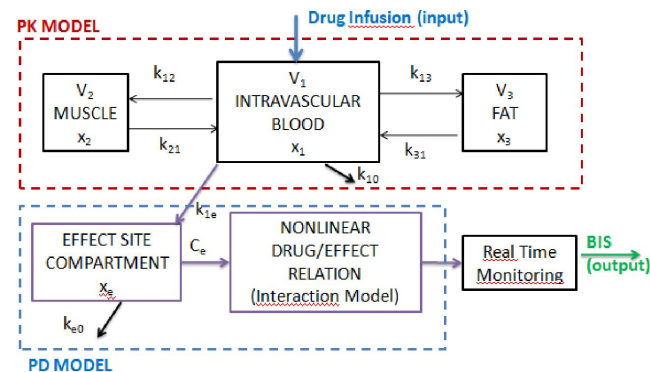 PK MODEL
Drug Infusion (input)
V₂
MUSCLE
x₂
k₁₂
k₂₁
V₁
INTRAVASCULAR
BLOOD
x₁
k₁₃
k₃₁
k₁₀
V₃
FAT
x₃
k₁ₑ
EFFECT SITE
COMPARTMENT
xₑ
Cₑ
kₑ₀
NONLINEAR
DRUG/EFFECT
RELATION
(Interaction Model)
Real Time
Monitoring
BIS
(output)
PD MODEL